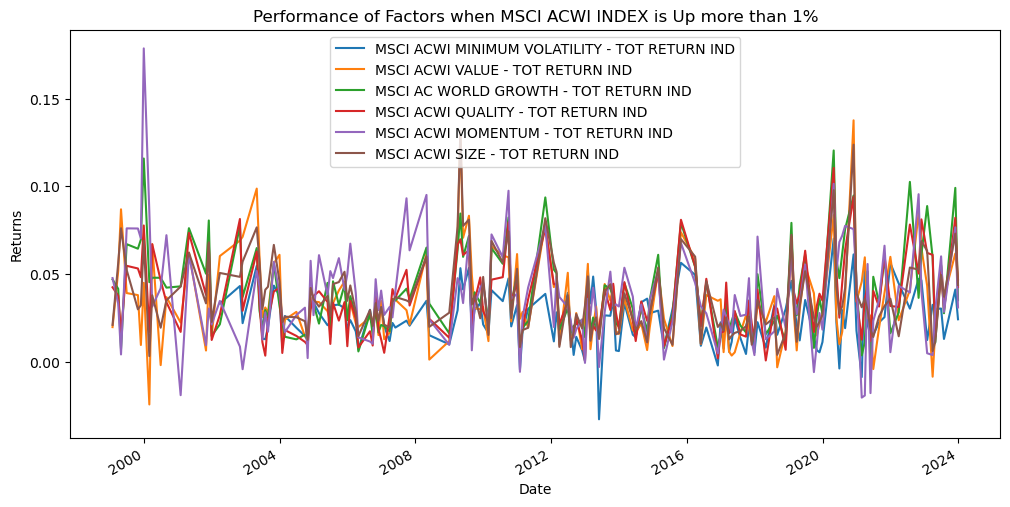 Performance of Factors when MSCI ACWI INDEX is Up more than 1%
MSCI ACWI MINIMUM VOLATILITY - TOT RETURN IND
MSCI ACWI VALUE - TOT RETURN IND
MSCI AC WORLD GROWTH - TOT RETURN IND
MSCI ACWI QUALITY - TOT RETURN IND
MSCI ACWI MOMENTUM - TOT RETURN IND
MSCI ACWI SIZE - TOT RETURN IND
Returns
0.15
0.10
0.05
0.00
2000
2004
2008
2012
2016
2020
2024
Date